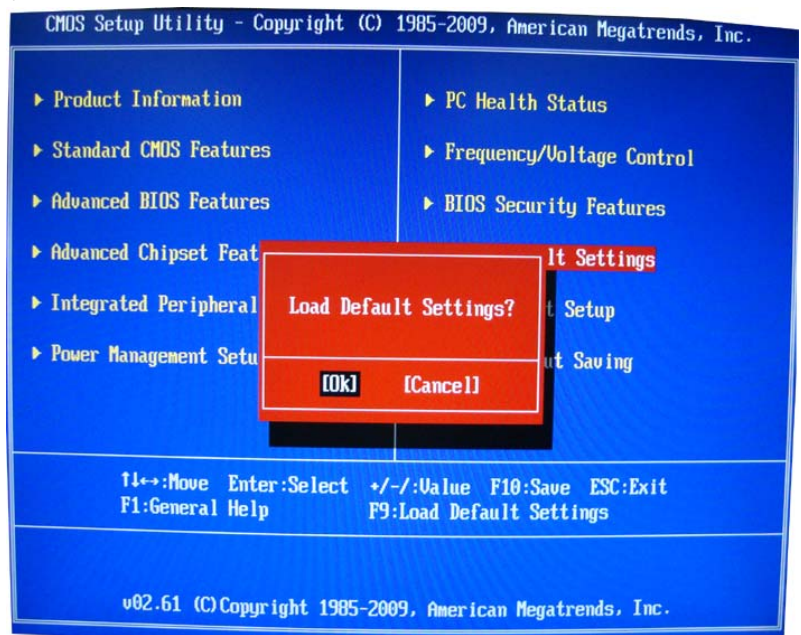 CMOS Setup Utility - Copyright (C) 1985-2009, American Megatrends, Inc.
▶ Product Information
▶ Standard CMOS Features
▶ Advanced BIOS Features
▶ Advanced Chipset Feat
▶ Integrated Peripheral
▶ Power Management Setu
▶ PC Health Status
▶ Frequency/Voltage Control
▶ BIOS Security Features
lt Settings
t Setup
ut Saving
Load Default Settings?
[Ok] [Cancel]
↑↓↔:Move Enter:Select +/-/:Value F10:Save ESC:Exit
F1:General Help F9:Load Default Settings
v02.61 (C)Copyright 1985-2009, American Megatrends, Inc.